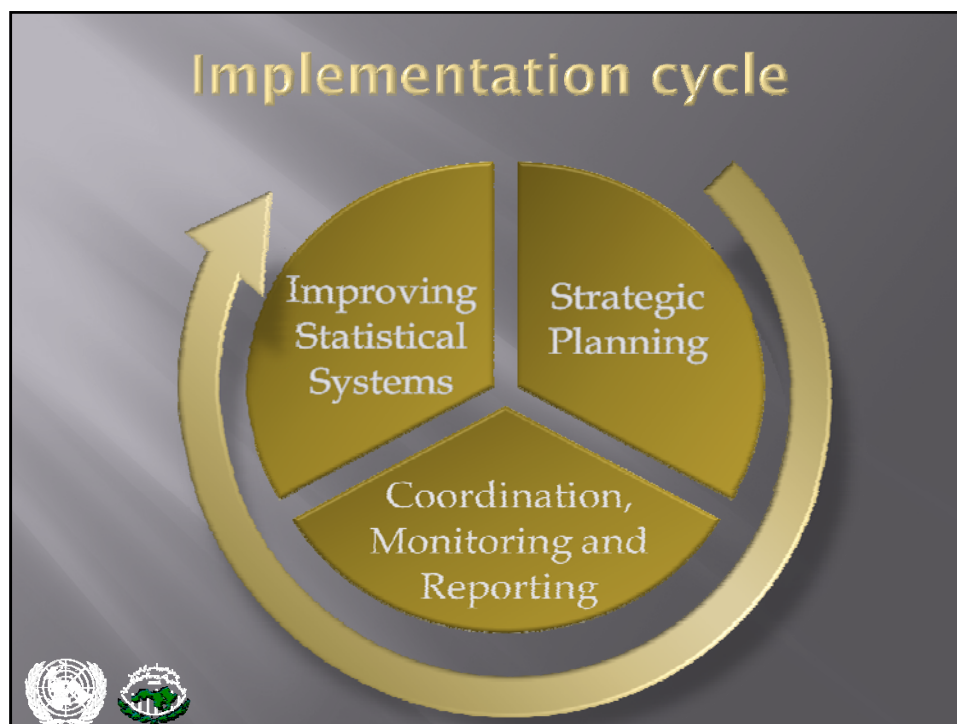 Implementation cycle
Improving
Statistical
Systems
Strategic
Planning
Coordination,
Monitoring and
Reporting